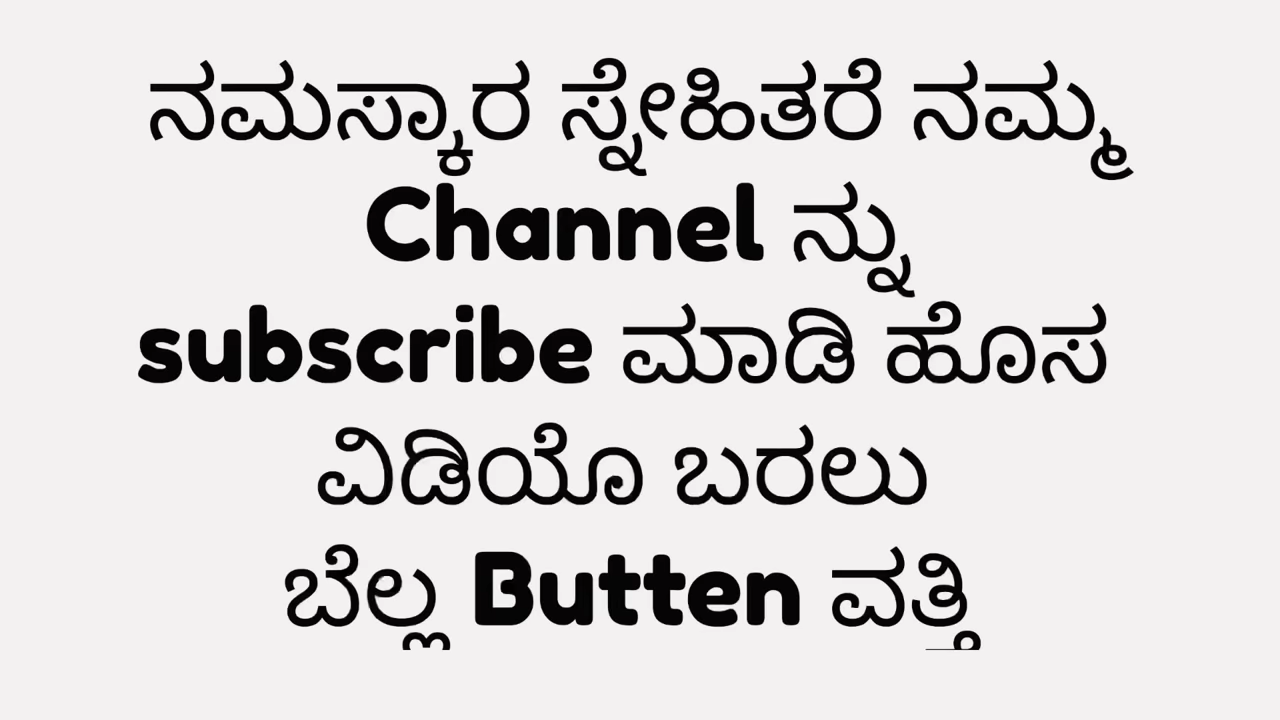 ನಮಸ್ಕಾರ ಸ್ನೇಹಿತರೆ ನಮ್ಮ
Channel ನ್ನು
subscribe ಮಾಡಿ ಹೊಸ
ವಿಡಿಯೊ ಬರಲು
ಬೆಲ್ಲ Butten ವತ್ತಿ